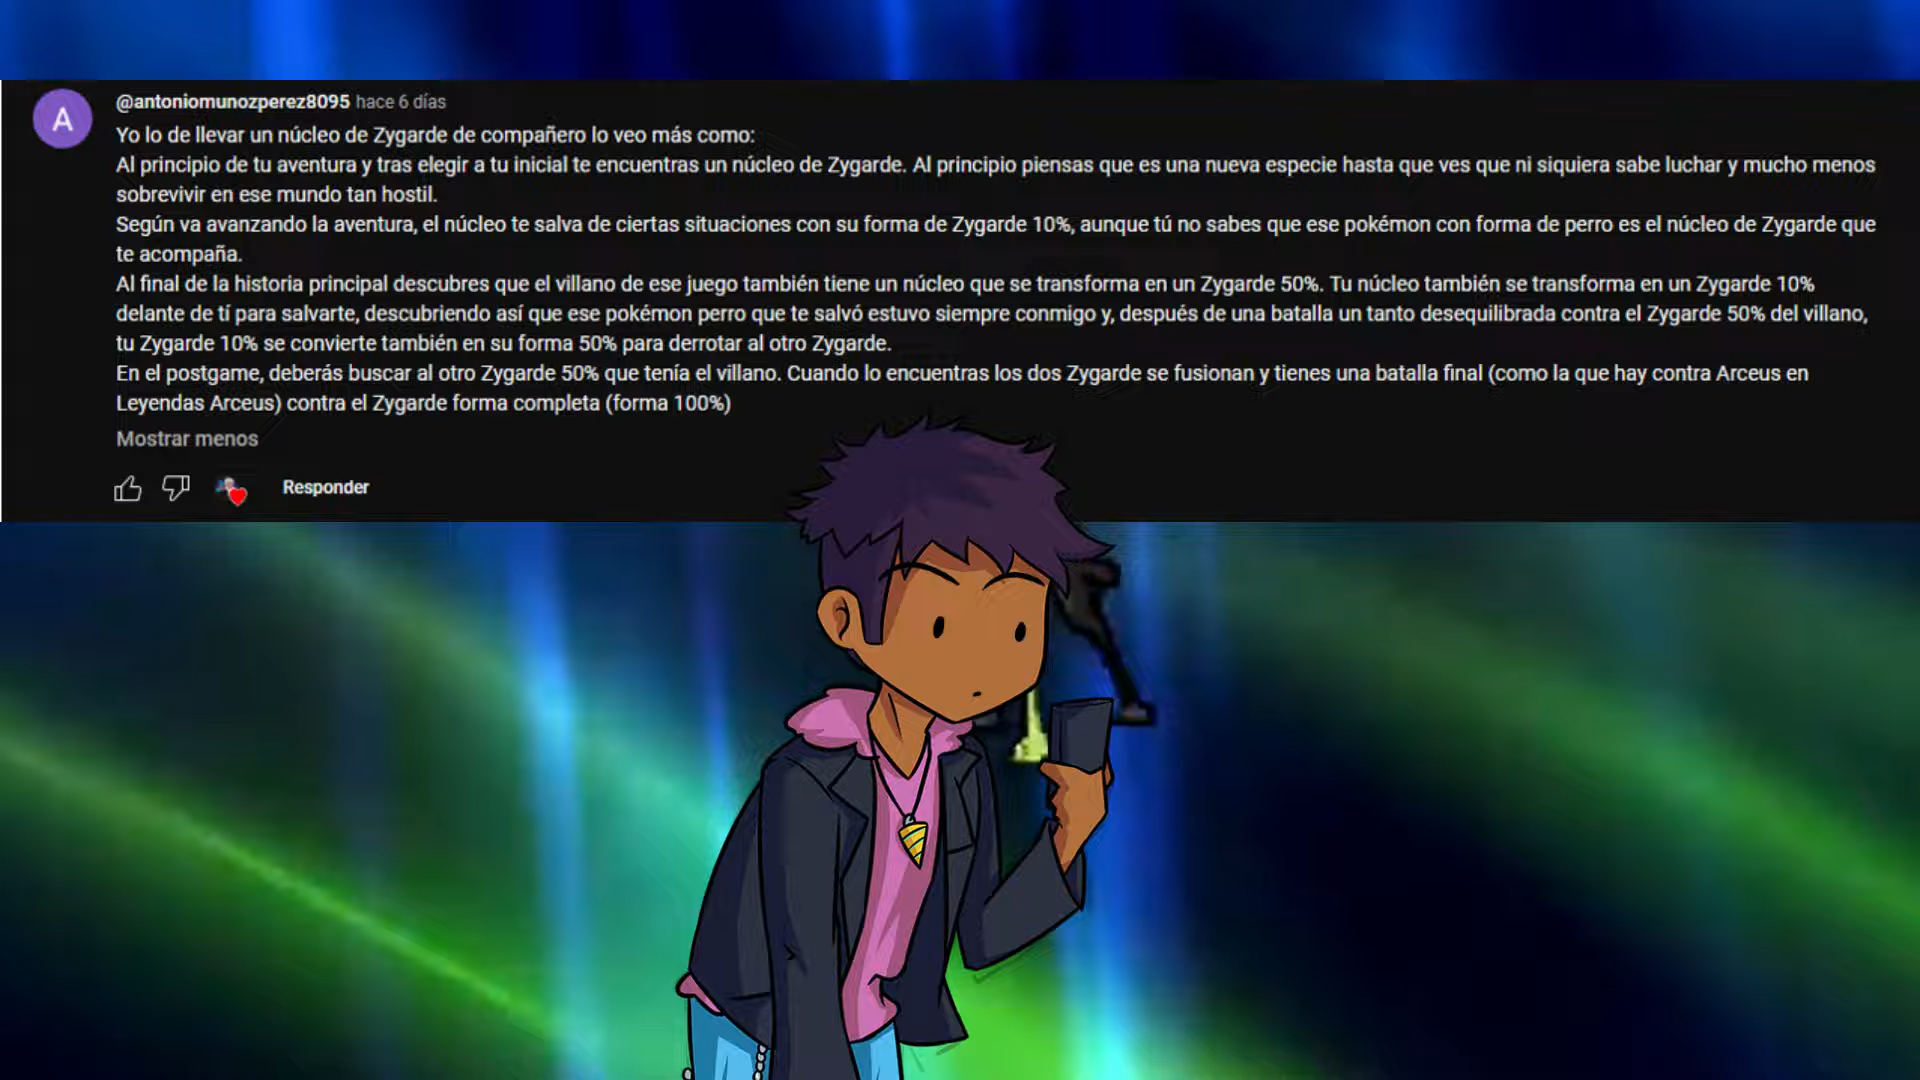 A
@antoniomunozperez8095 hace 6 días
Yo lo de llevar un núcleo de Zygarde de compañero lo veo más como:
Al principio de tu aventura y tras elegir a tu inicial te encuentras un núcleo de Zygarde. Al principio piensas que es una nueva especie hasta que ves que ni siquiera sabe luchar y mucho menos
sobrevivir en ese mundo tan hostil.
Según va avanzando la aventura, el núcleo te salva de ciertas situaciones con su forma de Zygarde 10%, aunque tú no sabes que ese pokémon con forma de perro es el núcleo de Zygarde que
te acompaña.
Al final de la historia principal descubres que el villano de ese juego también tiene un núcleo que se transforma en un Zygarde 50%. Tu núcleo también se transforma en un Zygarde 10%
delante de tí para salvarte, descubriendo así que ese pokémon perro que te salvó estuvo siempre conmigo y, después de una batalla un tanto desequilibrada contra el Zygarde 50% del villano,
tu Zygarde 10% se convierte también en su forma 50% para derrotar al otro Zygarde.
En el postgame, deberás buscar al otro Zygarde 50% que tenía el villano. Cuando lo encuentras los dos Zygarde se fusionan y tienes una batalla final (como la que hay contra Arceus en
Leyendas Arceus) contra el Zygarde forma completa (forma 100%)
Mostrar menos
Responder